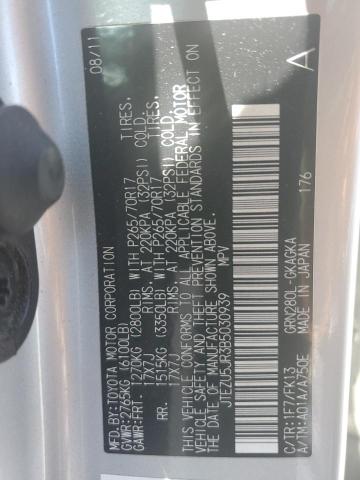 MFD.BY:TOYOTA MOTOR CORPORATION 08/11
GVWR:2765KG(6100LB)
GAWR:FRT. 1270KG(2800LB) WITH P265/70R17 TIRES.
17X7J RIMS, AT 220KPA (32PSI) COLD.
RR. 1515KG(3350LB) WITH P265/70R17 TIRES.
17X7J RIMS, AT 220KPA (32PSI) COLD.
THIS VEHICLE CONFORMS TO ALL APPLICABLE FEDERAL MOTOR
VEHICLE SAFETY AND THEFT PREVENTION STANDARDS IN EFFECT ON
THE DATE OF MANUFACTURE SHOWN ABOVE.
JTEZU5JR3B5030939 MPV
A
176
C/TR:1F7/FK13 GRN280L-GKAGKA
A/TM:A01A/A750E MADE IN JAPAN